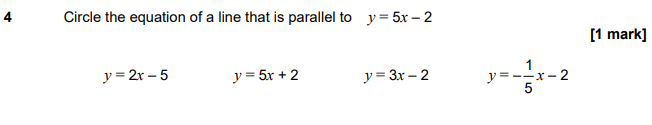 4 Circle the equation of a line that is parallel to y = 5x – 2
[1 mark]
y = 2x – 5 y = 5x + 2 y = 3x – 2 y = –1/5x – 2